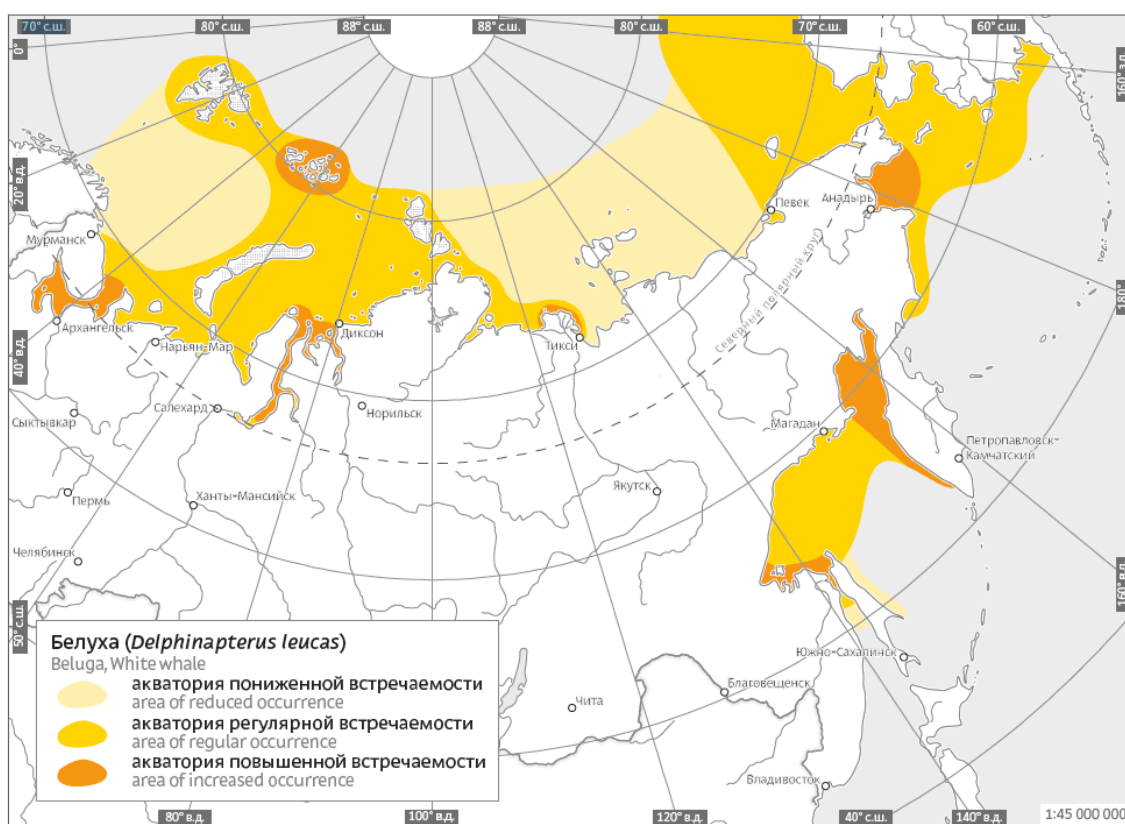 70° с.ш.
80° с.ш.
88° с.ш.
88° с.ш.
80° с.ш.
70° с.ш.
60° с.ш.
0°
160° з.д.
20° в.д.
Певек
Анадырь
Мурманск
Северный полярный круг
180°
Архангельск
Диксон
Нарьян-Мар
Тикси
40° в.д.
Салехард
Норильск
Сыктывкар
Магадан
Петропавловск-
Камчатский
Якутск
Пермь
Ханты-Мансийск
Челябинск
160° в.д.
50° с.ш.
Белуха (Delphinapterus leucas)
Beluga, White whale
акватория пониженной встречаемости
area of reduced occurrence
акватория регулярной встречаемости
area of regular occurrence
акватория повышенной встречаемости
area of increased occurrence
Южно-Сахалинск
Благовещенск
Чита
Владивосток
80° в.д.
100° в.д.
120° в.д.
40° с.ш.
140° в.д.
1:45 000 000